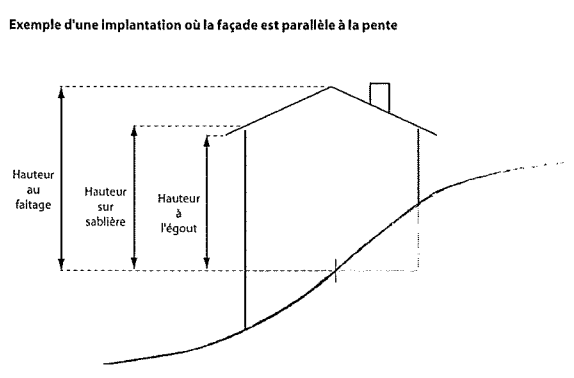 Exemple d'une implantation où la façade est parallèle à la pente
Hauteur
au
faitage
Hauteur
sur
sablière
Hauteur
à
l'égout